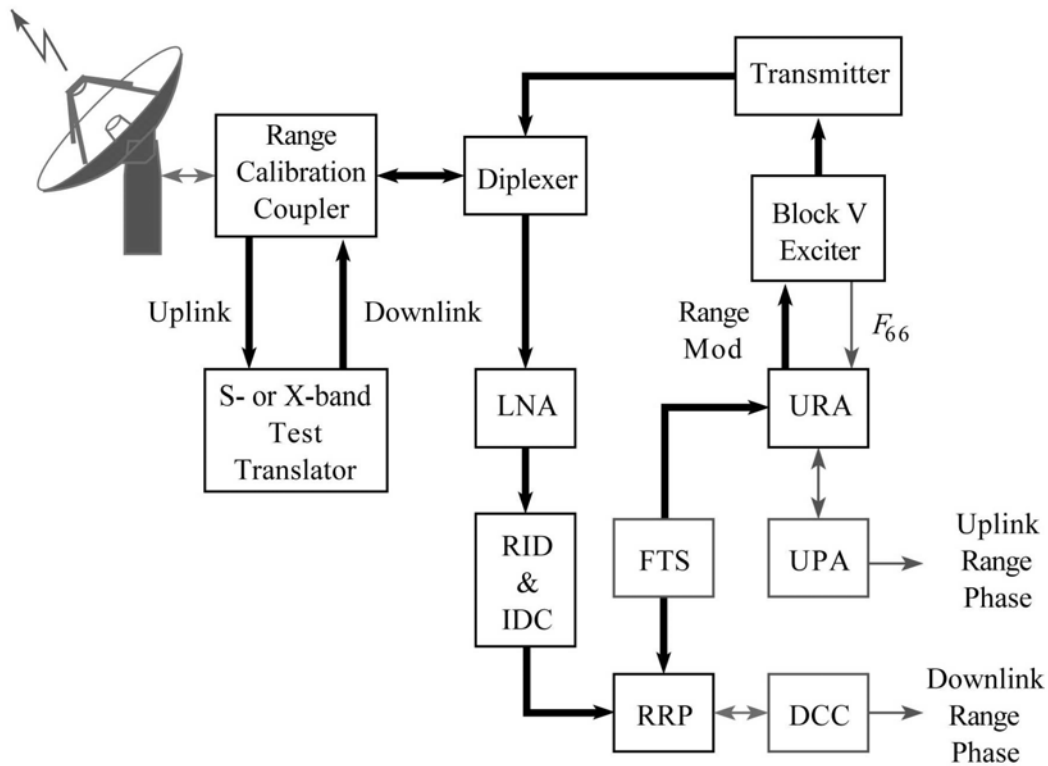 Transmitter
Range
Calibration
Coupler
Diplexer
Block V
Exciter
Uplink
Downlink
Range
Mod
F66
S- or X-band
Test
Translator
LNA
URA
RID
&
IDC
FTS
UPA
Uplink
Range
Phase
RRP
DCC
Downlink
Range
Phase